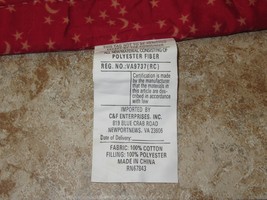 ALL NEW MATERIAL CONSISTING OF
POLYESTER FIBER
REG. NO. VA9737(RC)
Certification is made by
the manufacturer that
the materials in
this article are des-
cribed in accordance
with law.
IMPORTED BY
C&F ENTERPRISES, INC.
819 BLUE CRAB ROAD
NEWPORTNEWS, VA 23606
Date of Delivery:
FABRIC: 100% COTTON
FILLING: 100% POLYESTER
MADE IN CHINA
RN67043